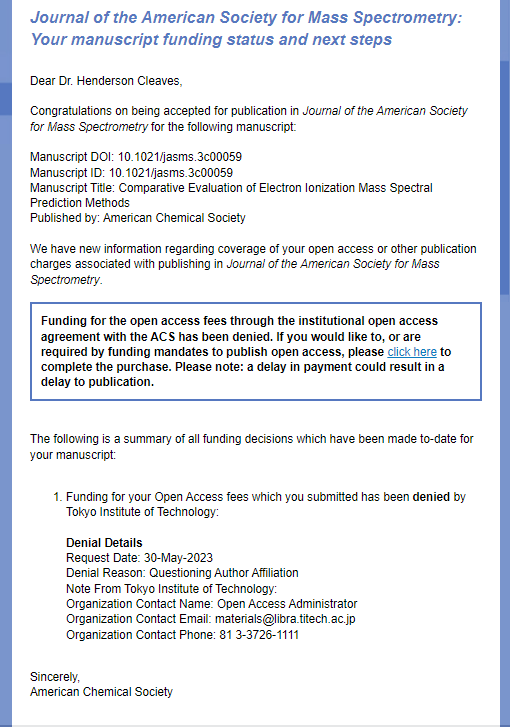 Journal of the American Society for Mass Spectrometry:
Your manuscript funding status and next steps
Dear Dr. Henderson Cleaves,
Congratulations on being accepted for publication in Journal of the American Society
for Mass Spectrometry for the following manuscript:
Manuscript DOI: 10.1021/jasms.3c00059
Manuscript ID: 10.1021/jasms.3c00059
Manuscript Title: Comparative Evaluation of Electron Ionization Mass Spectral
Prediction Methods
Published by: American Chemical Society
We have new information regarding coverage of your open access or other publication
charges associated with publishing in Journal of the American Society for Mass
Spectrometry.
Funding for the open access fees through the institutional open access
agreement with the ACS has been denied. If you would like to, or are
required by funding mandates to publish open access, please click here to
complete the purchase. Please note: a delay in payment could result in a
delay to publication.
The following is a summary of all funding decisions which have been made to-date for
your manuscript:
1. Funding for your Open Access fees which you submitted has been denied by
Tokyo Institute of Technology:
Denial Details
Request Date: 30-May-2023
Denial Reason: Questioning Author Affiliation
Note From Tokyo Institute of Technology:
Organization Contact Name: Open Access Administrator
Organization Contact Email: materials@libra.titech.ac.jp
Organization Contact Phone: 81 3-3726-1111
Sincerely,
American Chemical Society